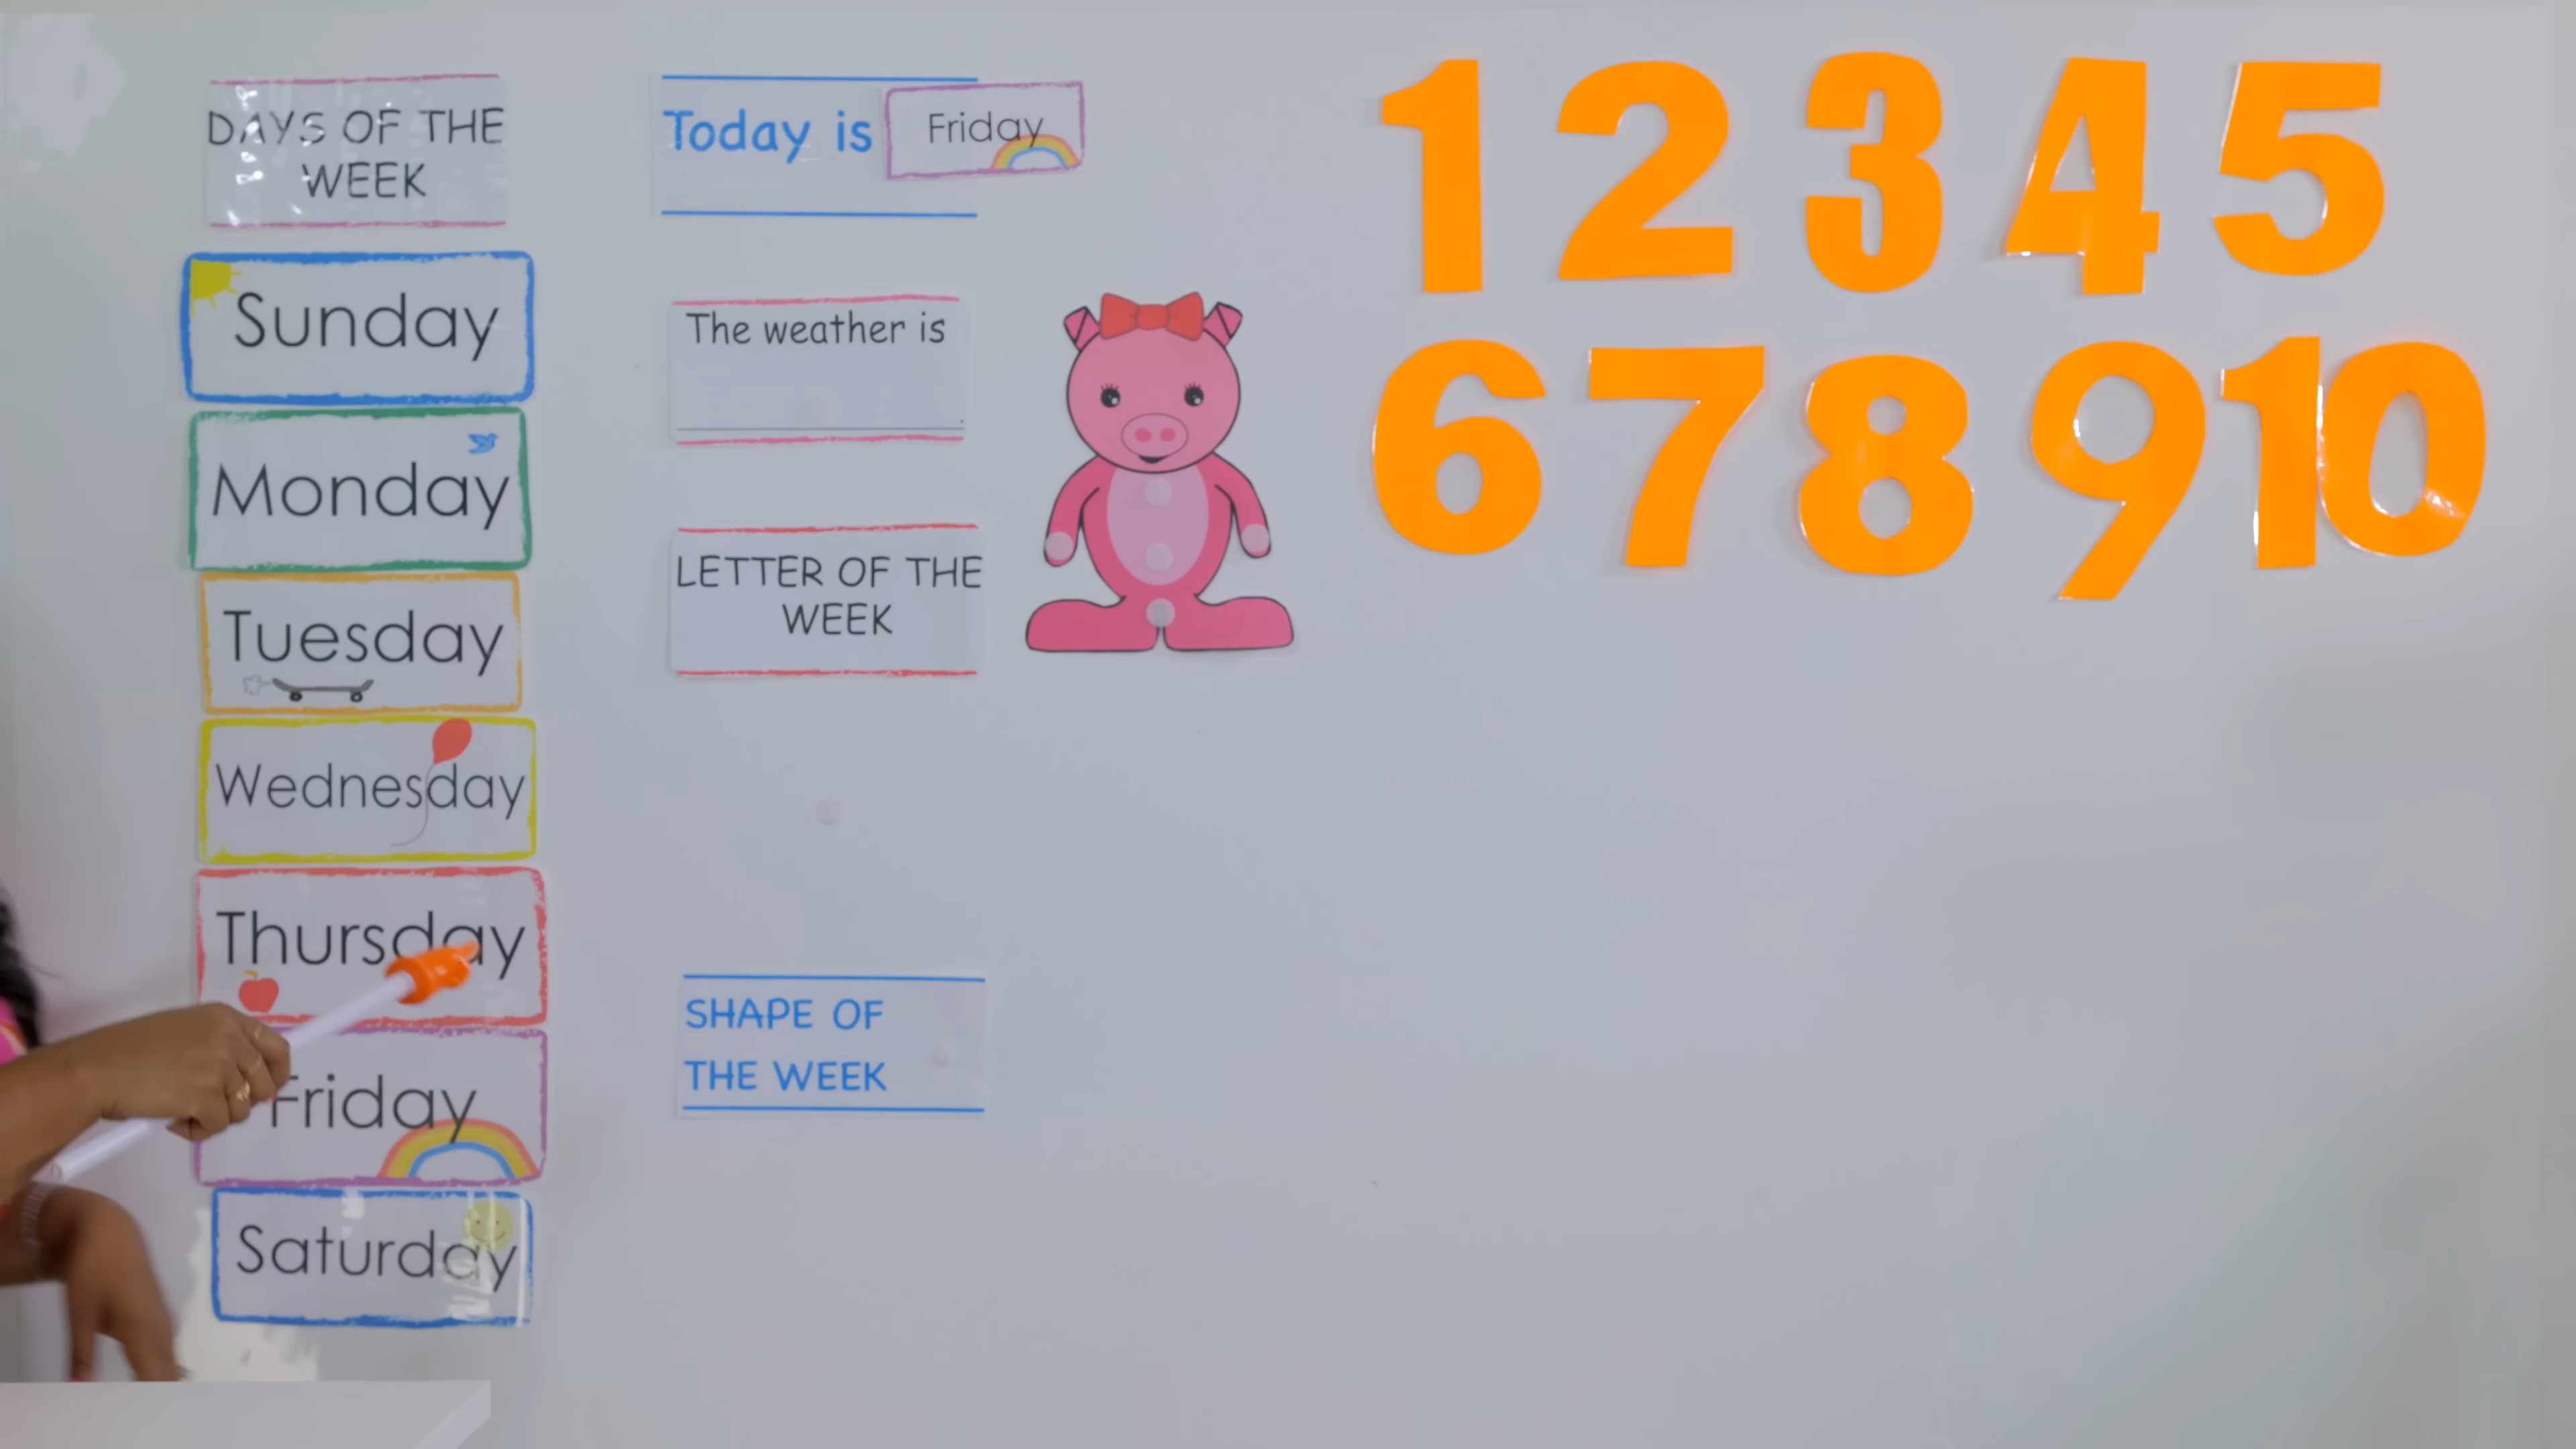 DAYS OF THE
WEEK
Sunday
Monday
Tuesday
Wednesday
Thursday
Friday
Saturday
Today is Friday
The weather is
LETTER OF THE
WEEK
SHAPE OF
THE WEEK
1 2 3 4 5
6 7 8 9 10